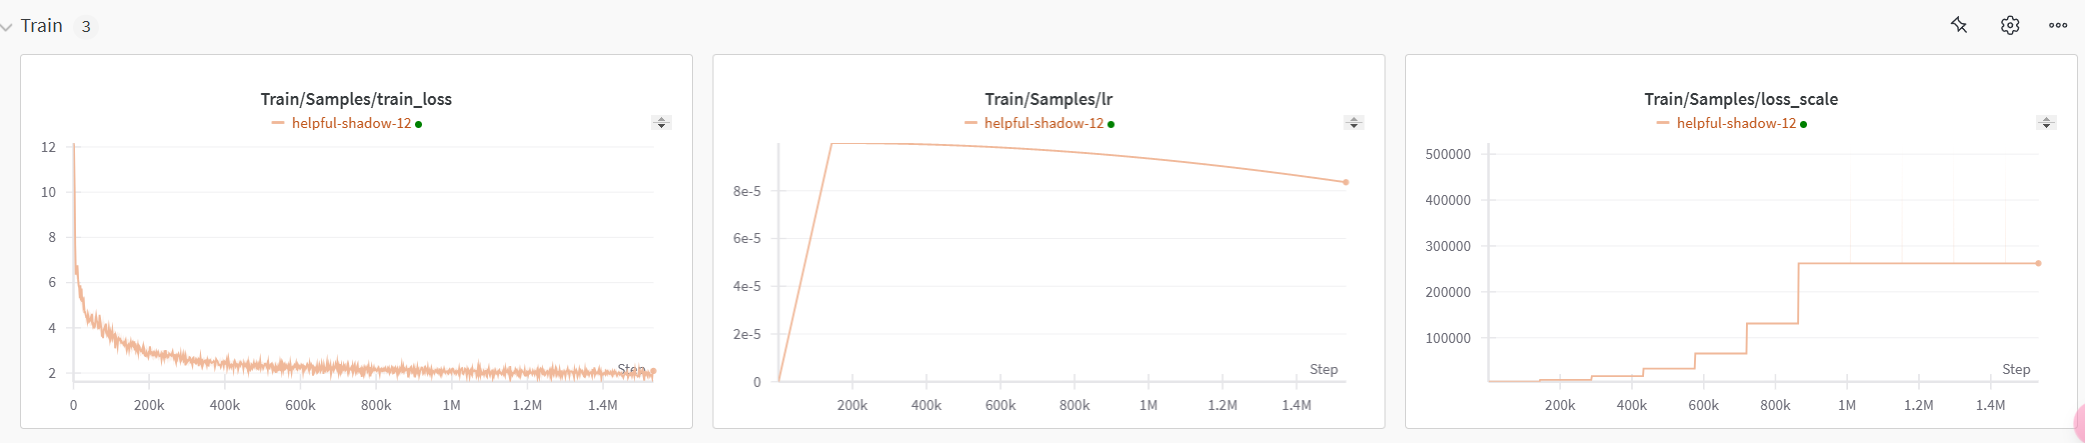 Train 3
Train/Samples/train_loss
helpful-shadow-12
12
10
8
6
4
2
Step
0 200k 400k 600k 800k 1M 1.2M 1.4M
Train/Samples/lr
helpful-shadow-12
8e-5
6e-5
4e-5
2e-5
0
Step
200k 400k 600k 800k 1M 1.2M 1.4M
Train/Samples/loss_scale
helpful-shadow-12
500000
400000
300000
200000
100000
Step
200k 400k 600k 800k 1M 1.2M 1.4M